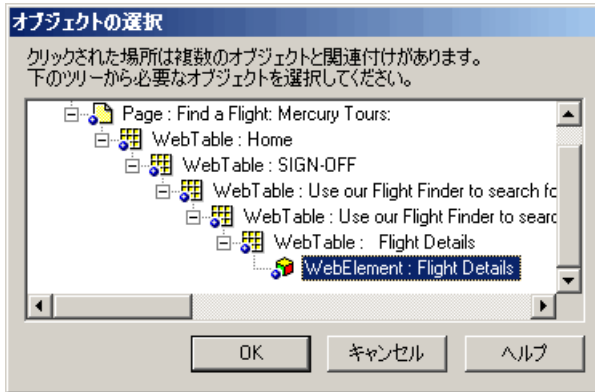 オブジェクトの選択
クリックされた場所は複数のオブジェクトと関連付けがあります。
下のツリーから必要なオブジェクトを選択してください。
Page : Find a Flight: Mercury Tours:
WebTable : Home
WebTable : SIGN-OFF
WebTable : Use our Flight Finder to search fo
WebTable : Use our Flight Finder to searc
WebTable : Flight Details
WebElement : Flight Details
OK キャンセル ヘルプ